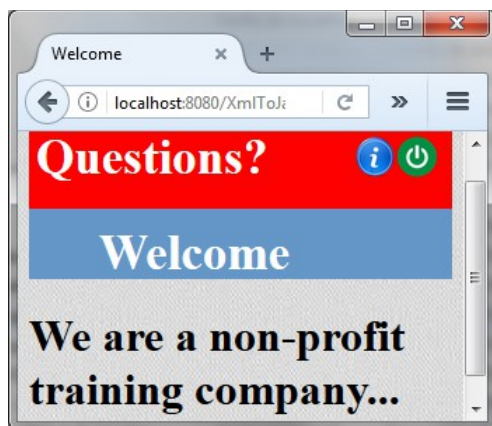 Welcome
localhost:8080/XmlToJa
Questions?
i
Welcome
We are a non-profit
training company...